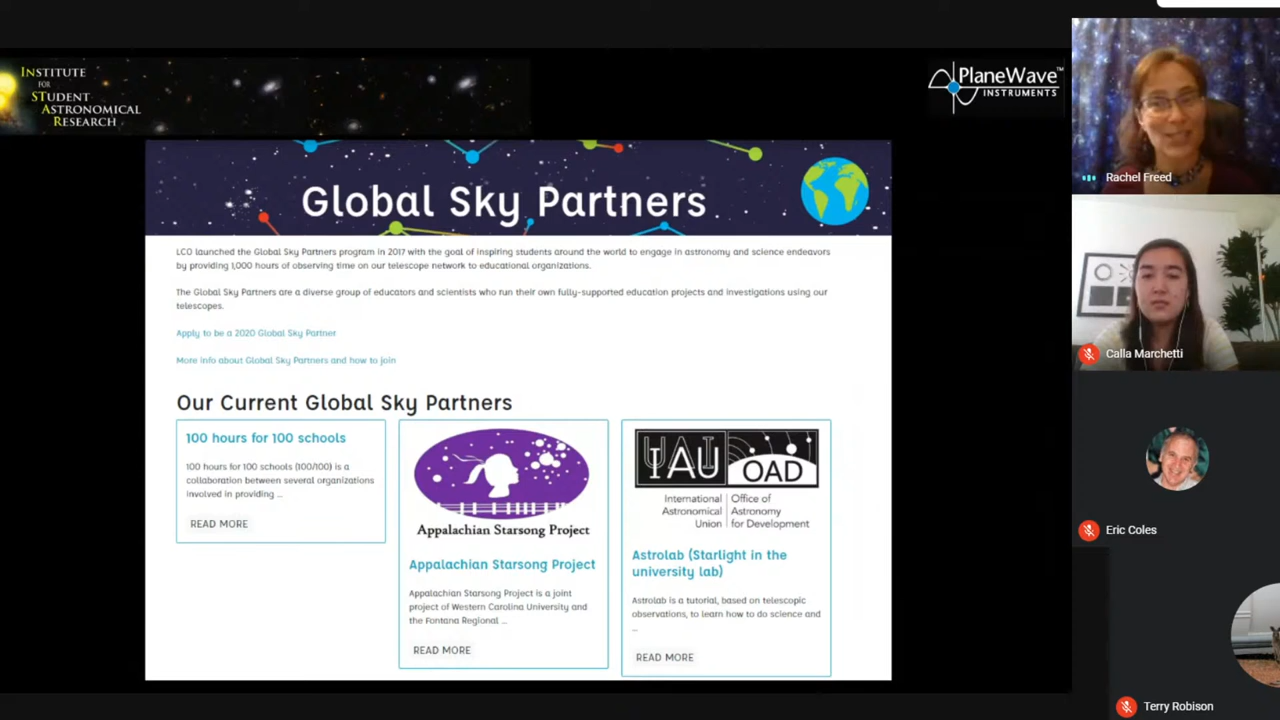 INSTITUTE
FOR
STUDENT
ASTRONOMICAL
RESEARCH
PlaneWave™
INSTRUMENTS
Global Sky Partners
LCO launched the Global Sky Partners program in 2017 with the goal of inspiring students around the world to engage in astronomy and science endeavors
by providing 1,000 hours of observing time on our telescope network to educational organizations.
The Global Sky Partners are a diverse group of educators and scientists who run their own fully-supported education projects and investigations using our
telescopes.
Apply to be a 2020 Global Sky Partner
More info about Global Sky Partners and how to join
Our Current Global Sky Partners
100 hours for 100 schools
100 hours for 100 schools (100/100) is a
collaboration between several organizations
involved in providing ...
READ MORE
Appalachian Starsong Project
Appalachian Starsong Project
Appalachian Starsong Project is a joint
project of Western Carolina University and
the Fontana Regional ...
READ MORE
IAU OAD
International Office of
Astronomical Astronomy
Union for Development
Astrolab (Starlight in the
university lab)
Astrolab is a tutorial, based on telescopic
observations, to learn how to do science and
...
READ MORE
Rachel Freed
Calla Marchetti
Eric Coles
Terry Robison